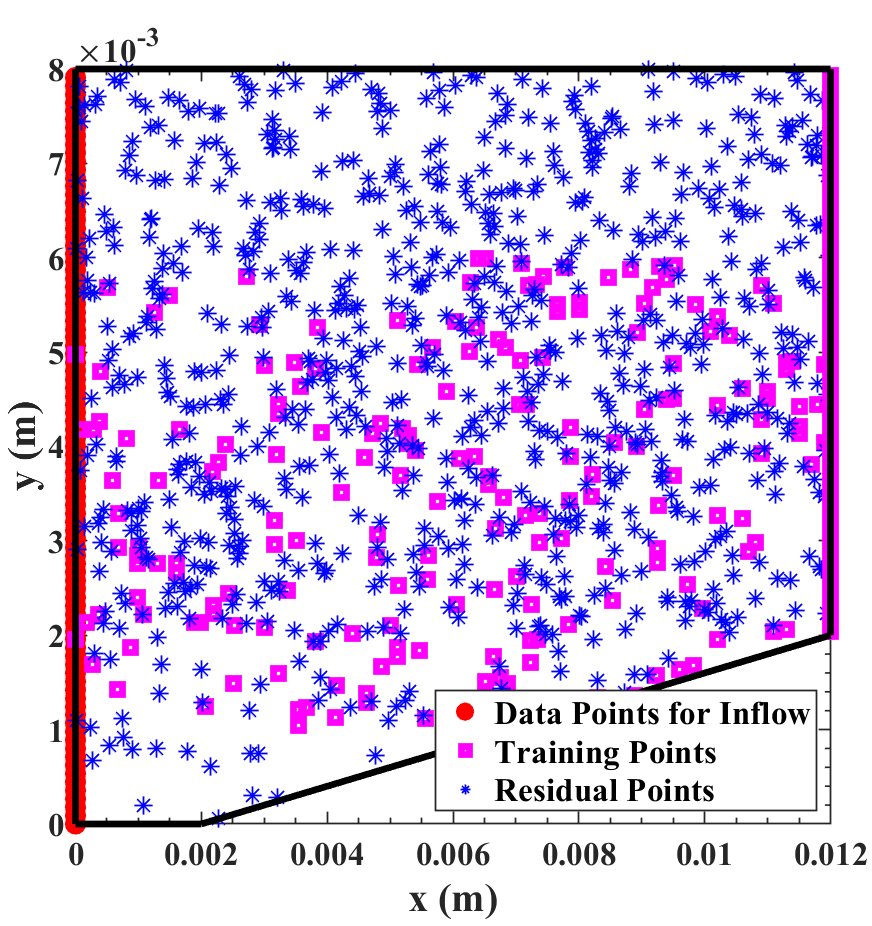 ×10-3
8
7
6
5
4
3
2
1
0
y (m)
0 0.002 0.004 0.006 0.008 0.01 0.012
x (m)
Data Points for Inflow
Training Points
Residual Points